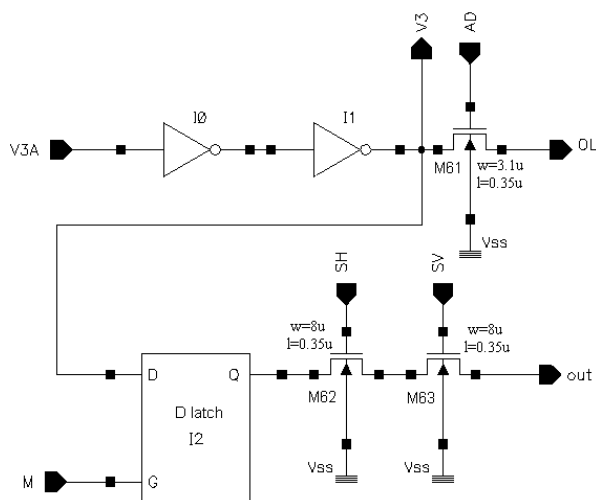 V3
AD
I0
I1
V3A
OL
M61
w=3.1u
l=0.35u
Vss
SH
SV
w=8u
l=0.35u
w=8u
l=0.35u
D
Q
out
D latch
M62
M63
I2
M
G
Vss
Vss